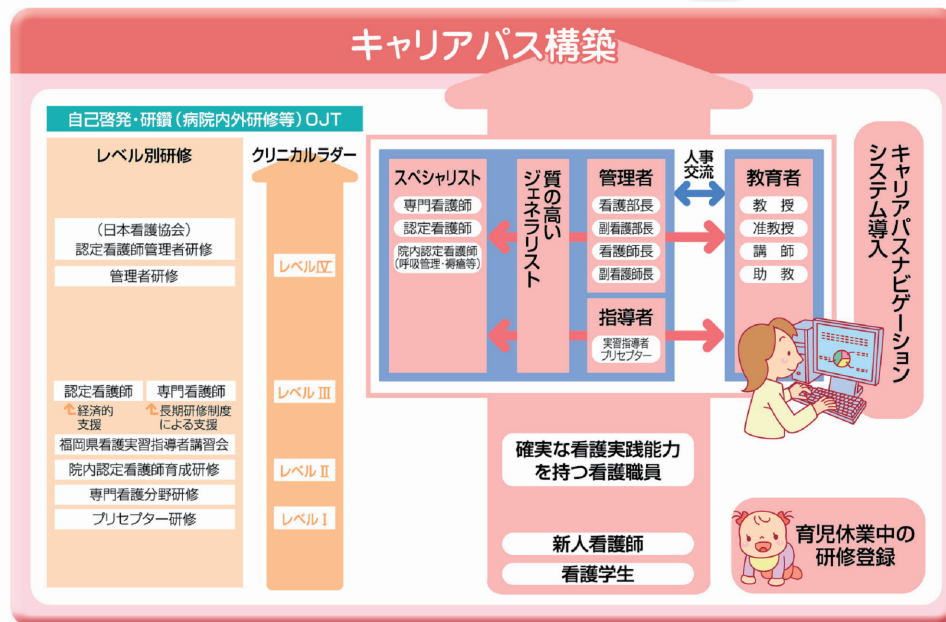 キャリアパス構築
自己啓発・研鑽(病院内外研修等)OJT
レベル別研修
(日本看護協会)
認定看護師管理者研修
管理者研修
認定看護師
専門看護師
経済的
支援
長期研修制度
による支援
福岡県看護実習指導者講習会
院内認定看護師育成研修
専門看護分野研修
プリセプター研修
クリニカルラダー
レベルⅣ
レベルⅢ
レベルⅡ
レベルⅠ
スペシャリスト
専門看護師
認定看護師
院内認定看護師
(呼吸管理・褥瘡等)
質の高い
ジェネラリスト
管理者
看護部長
副看護部長
看護師長
副看護師長
指導者
実習指導者
プリセプター
人事
交流
教育者
教授
准教授
講師
助教
キャリアパスナビゲーション
システム導入
確実な看護実践能力
を持つ看護職員
新人看護師
看護学生
育児休業中の
研修登録